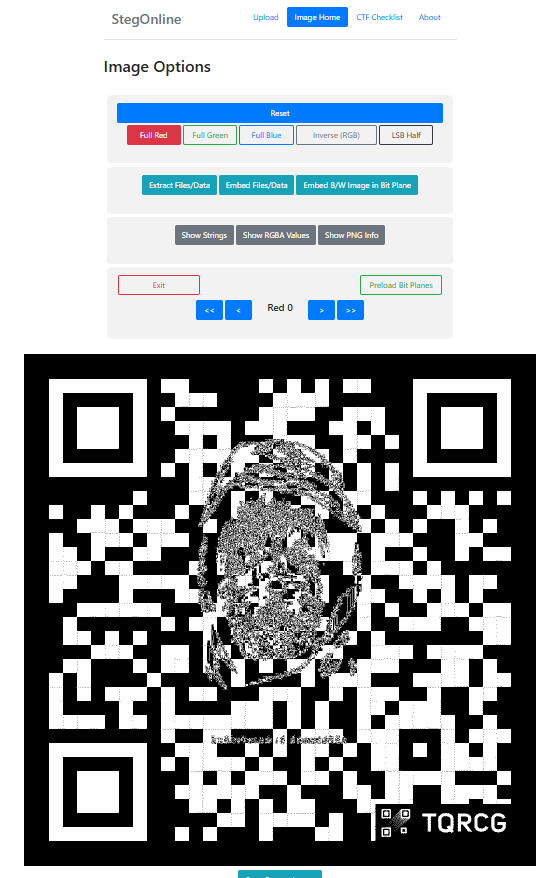 StegOnline
Upload
Image Home
CTF Checklist
About
Image Options
Reset
Full Red
Full Green
Full Blue
Inverse (RGB)
LSB Half
Extract Files/Data
Embed Files/Data
Embed B/W Image in Bit Plane
Show Strings
Show RGBA Values
Show PNG Info
Exit
Preload Bit Planes
<<
<
Red 0
>
>>
TQRCG